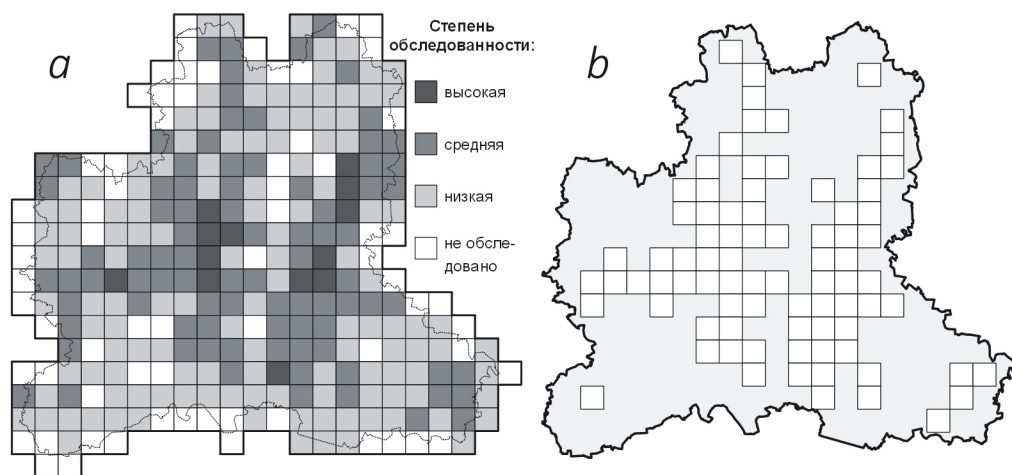 a
Степень
обследованности:
высокая
средняя
низкая
не обсле-
довано
b